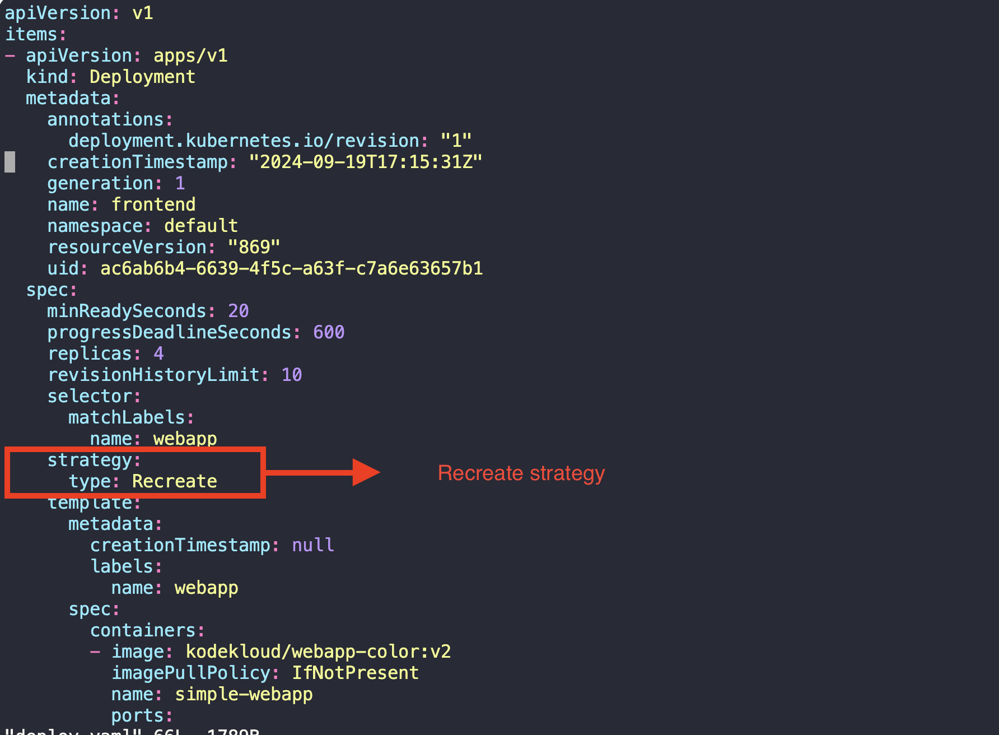 apiVersion: v1
items:
- apiVersion: apps/v1
  kind: Deployment
  metadata:
    annotations:
      deployment.kubernetes.io/revision: "1"
    creationTimestamp: "2024-09-19T17:15:31Z"
    generation: 1
    name: frontend
    namespace: default
    resourceVersion: "869"
    uid: ac6ab6b4-6639-4f5c-a63f-c7a6e63657b1
  spec:
    minReadySeconds: 20
    progressDeadlineSeconds: 600
    replicas: 4
    revisionHistoryLimit: 10
    selector:
      matchLabels:
        name: webapp
    strategy:
      type: Recreate
Recreate strategy
    template:
      metadata:
        creationTimestamp: null
        labels:
          name: webapp
      spec:
        containers:
        - image: kodekloud/webapp-color:v2
          imagePullPolicy: IfNotPresent
          name: simple-webapp
          ports:
"deploy.yaml" 66L, 1789B